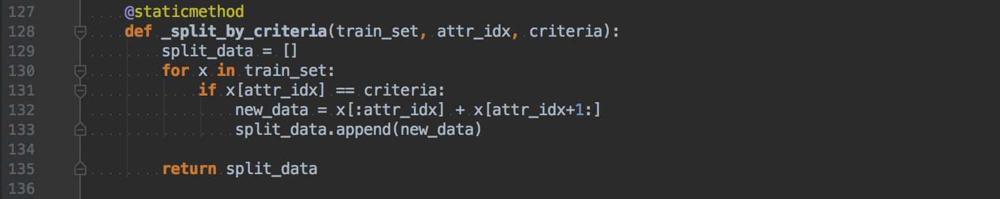 127 @staticmethod
128 def _split_by_criteria(train_set, attr_idx, criteria):
129 split_data = []
130 for x in train_set:
131 if x[attr_idx] == criteria:
132 new_data = x[:attr_idx] + x[attr_idx+1:]
133 split_data.append(new_data)
134
135 return split_data
136